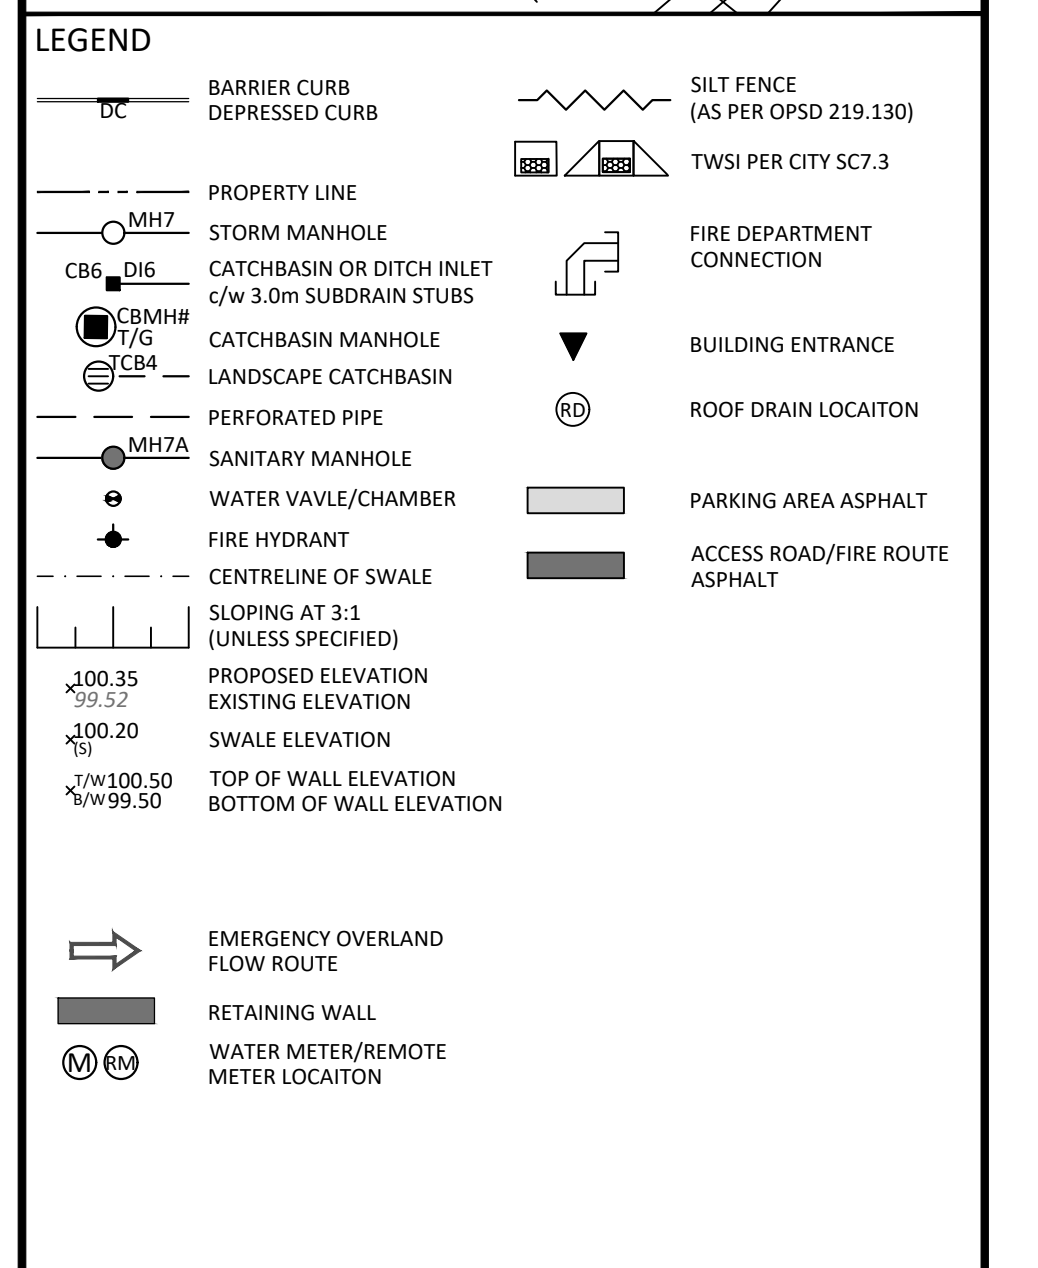 LEGEND
DC
BARRIER CURB
DEPRESSED CURB
PROPERTY LINE
MH7
STORM MANHOLE
CB6 DI6
CATCHBASIN OR DITCH INLET
c/w 3.0m SUBDRAIN STUBS
CBMH#
T/G
CATCHBASIN MANHOLE
TCB4
LANDSCAPE CATCHBASIN
PERFORATED PIPE
MH7A
SANITARY MANHOLE
WATER VAVLE/CHAMBER
FIRE HYDRANT
CENTRELINE OF SWALE
SLOPING AT 3:1
(UNLESS SPECIFIED)
100.35
99.52
PROPOSED ELEVATION
EXISTING ELEVATION
100.20
(S)
SWALE ELEVATION
T/W 100.50
B/W 99.50
TOP OF WALL ELEVATION
BOTTOM OF WALL ELEVATION
EMERGENCY OVERLAND
FLOW ROUTE
RETAINING WALL
M RM
WATER METER/REMOTE
METER LOCAITON
SILT FENCE
(AS PER OPSD 219.130)
TWSI PER CITY SC7.3
FIRE DEPARTMENT
CONNECTION
BUILDING ENTRANCE
RD
ROOF DRAIN LOCAITON
PARKING AREA ASPHALT
ACCESS ROAD/FIRE ROUTE
ASPHALT